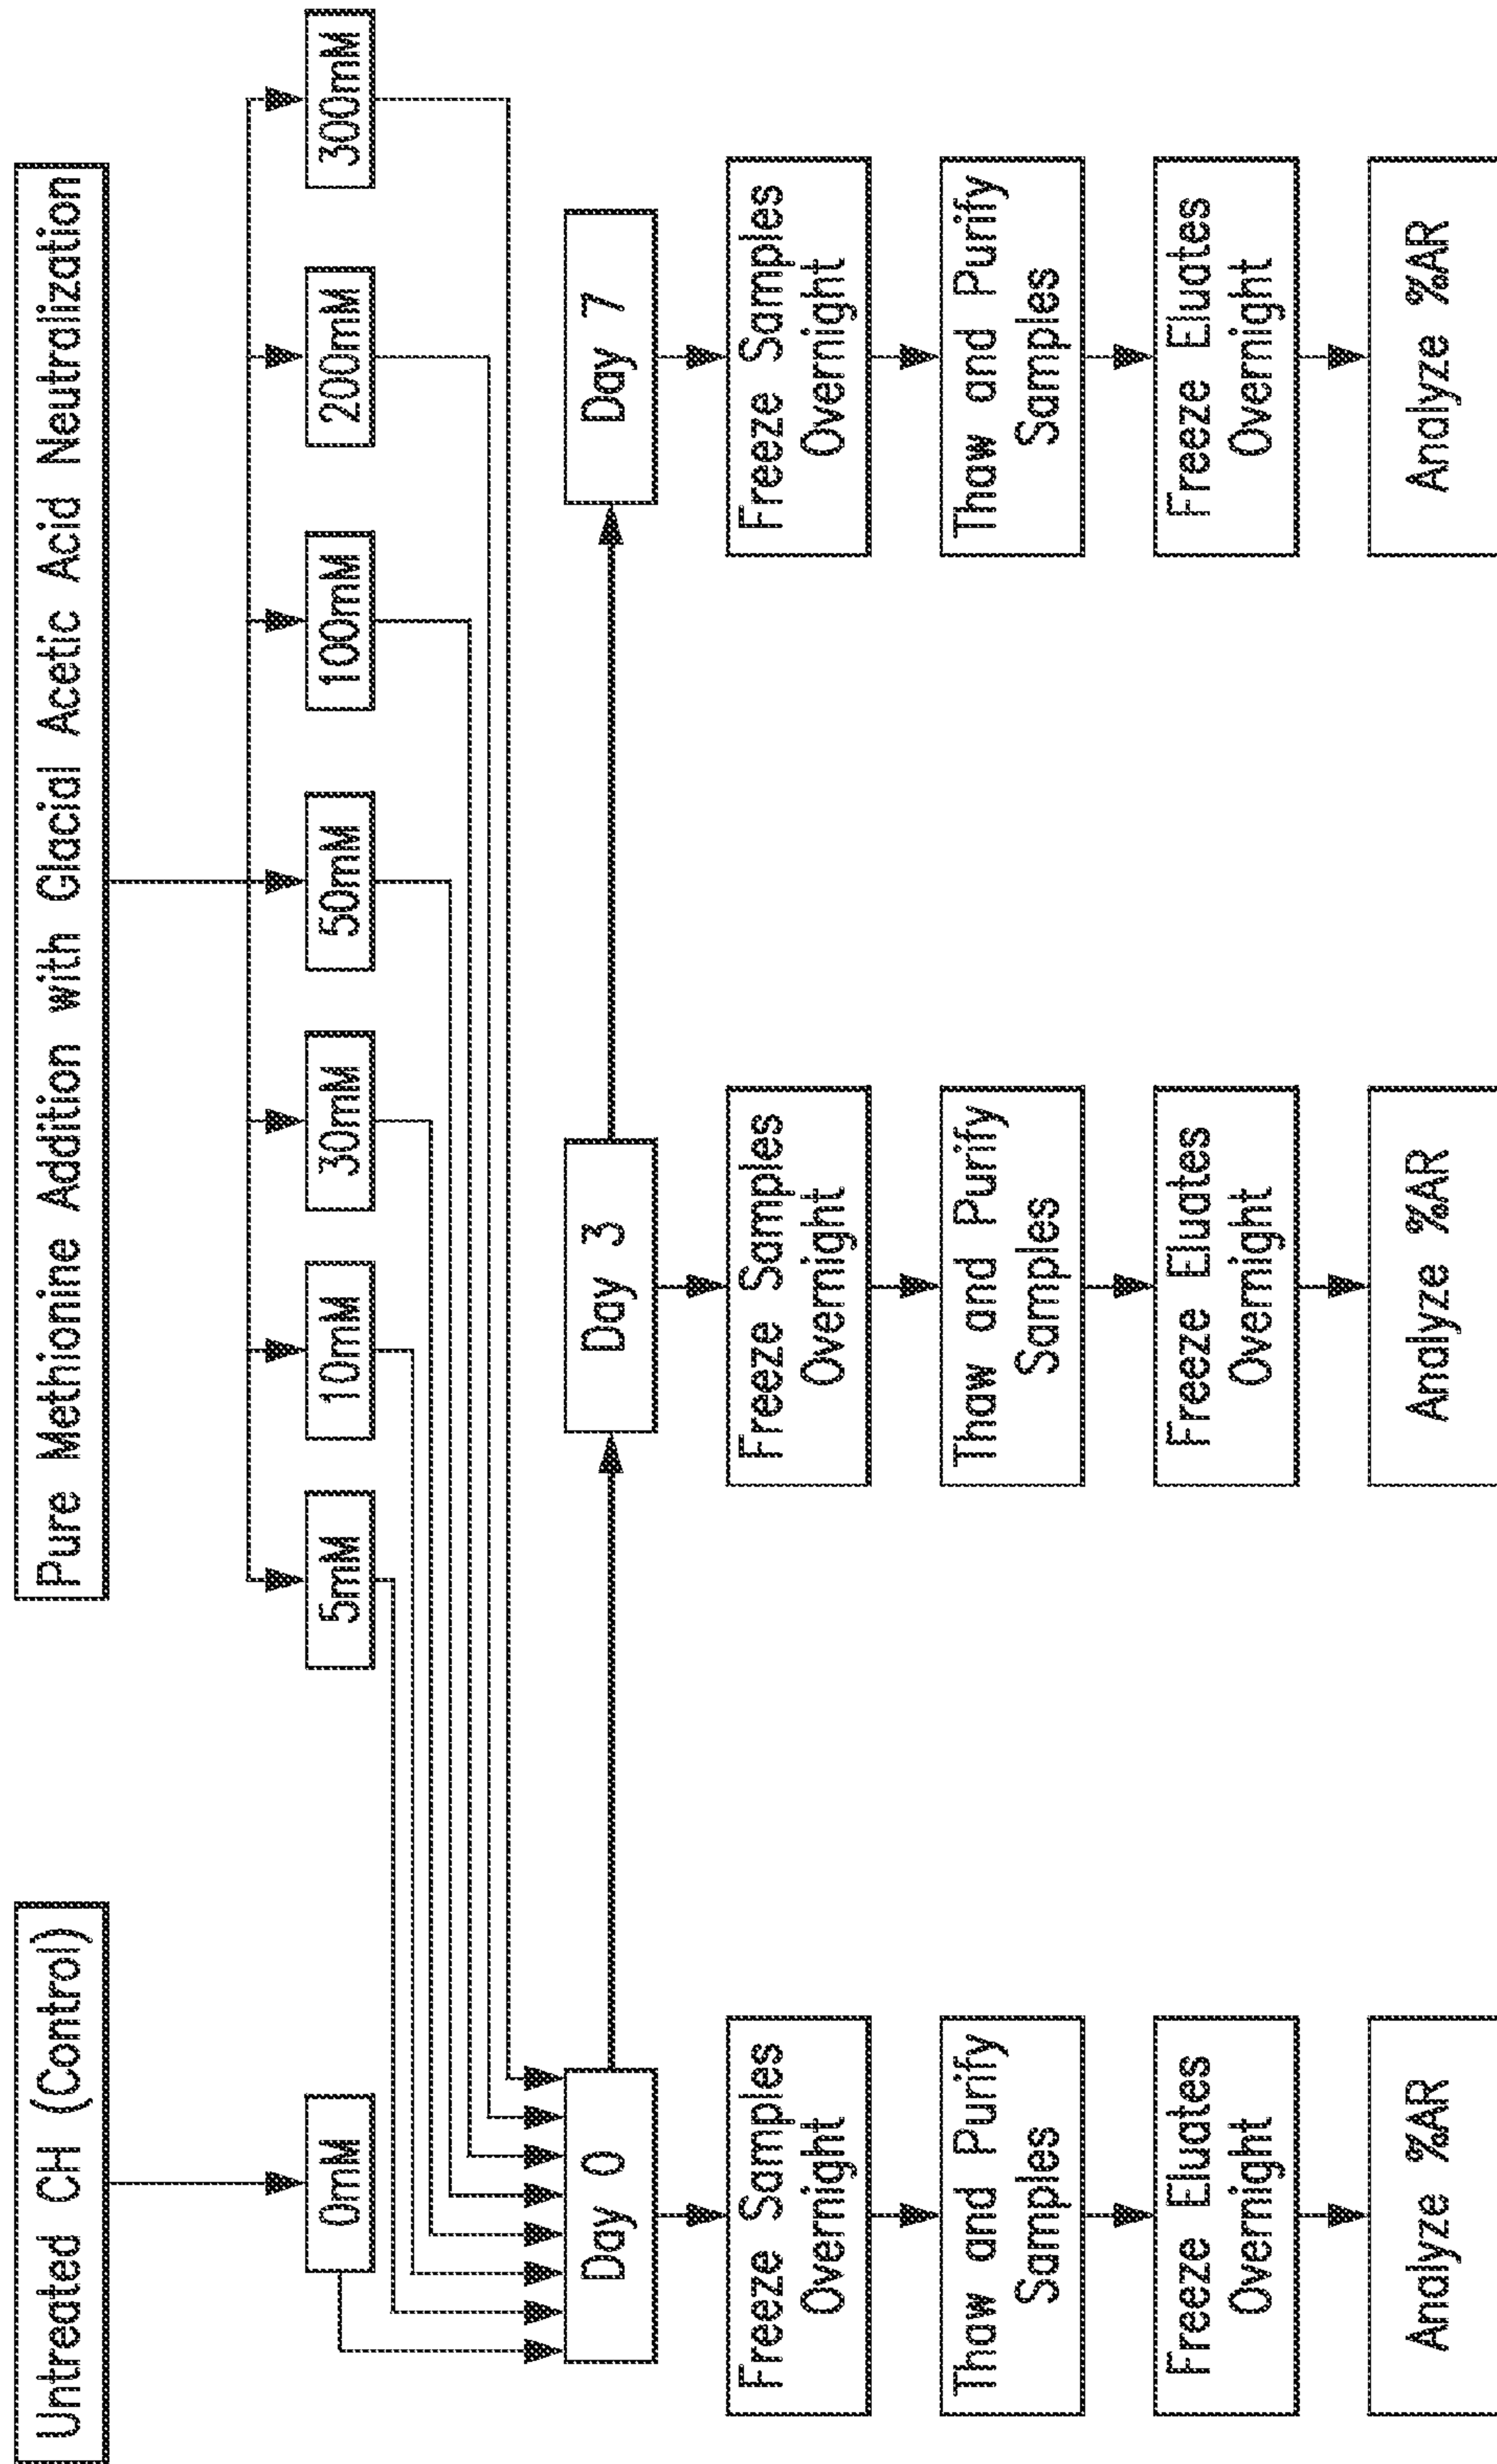 Untreated CH (Control)
Pure Methionine Addition with Glacial Acetic Acid Neutralization
0mM
5mM
10mM
30mM
50mM
100mM
200mM
300mM
Day 0
Day 3
Day 7
Freeze Samples
Overnight
Freeze Samples
Overnight
Freeze Samples
Overnight
Thaw and Purify
Samples
Thaw and Purify
Samples
Thaw and Purify
Samples
Freeze Eluates
Overnight
Freeze Eluates
Overnight
Freeze Eluates
Overnight
Analyze %AR
Analyze %AR
Analyze %AR